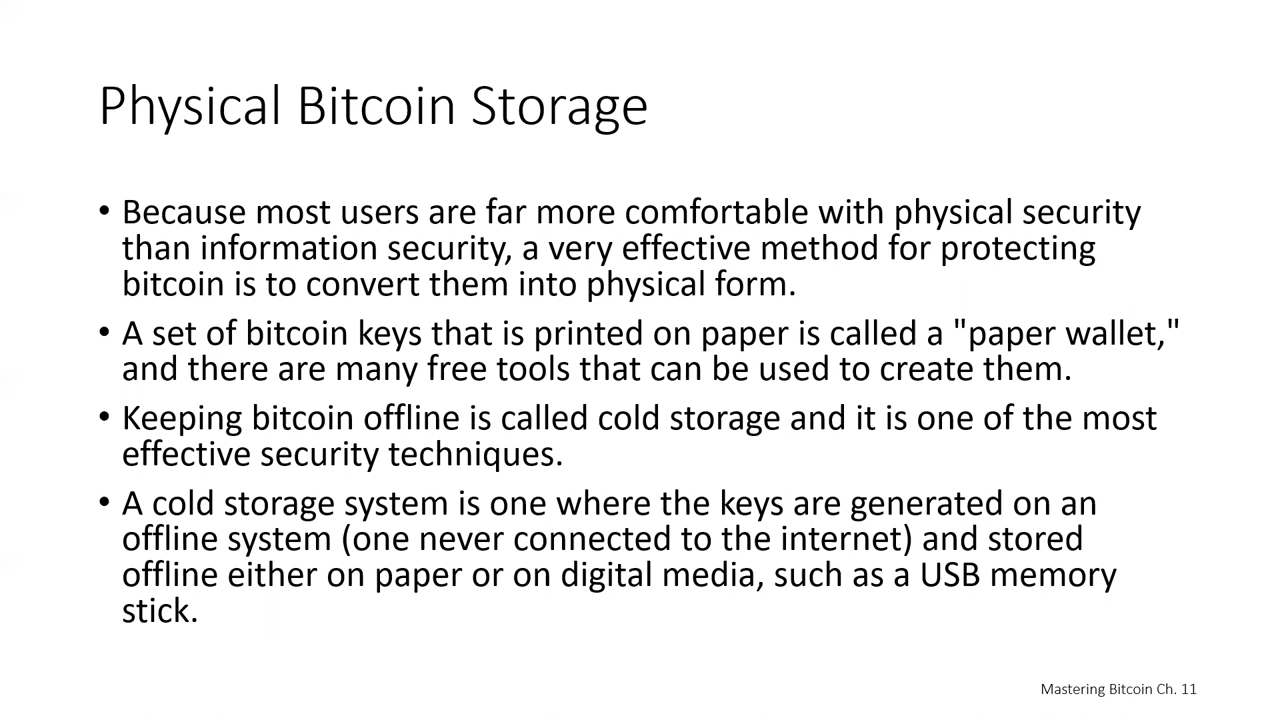 Physical Bitcoin Storage
• Because most users are far more comfortable with physical security
than information security, a very effective method for protecting
bitcoin is to convert them into physical form.
• A set of bitcoin keys that is printed on paper is called a "paper wallet,"
and there are many free tools that can be used to create them.
• Keeping bitcoin offline is called cold storage and it is one of the most
effective security techniques.
• A cold storage system is one where the keys are generated on an
offline system (one never connected to the internet) and stored
offline either on paper or on digital media, such as a USB memory
stick.
Mastering Bitcoin Ch. 11